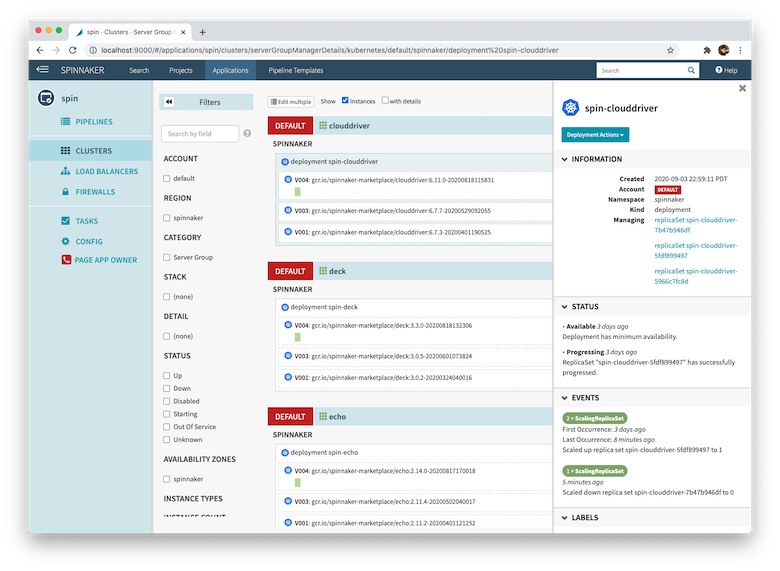 spin · Clusters · Server Group
localhost:9000/#/applications/spin/clusters/serverGroupManagerDetails/kubernetes/default/spinnaker/deployment%20spin-clouddriver
SPINNAKER
Search
Projects
Applications
Pipeline Templates
Search
Help
spin
PIPELINES
CLUSTERS
LOAD BALANCERS
FIREWALLS
TASKS
CONFIG
PAGE APP OWNER
Filters
Search by field
ACCOUNT
default
REGION
spinnaker
CATEGORY
Server Group
STACK
(none)
DETAIL
(none)
STATUS
Up
Down
Disabled
Starting
Out Of Service
Unknown
AVAILABILITY ZONES
spinnaker
INSTANCE TYPES
INSTANCE COUNT
Edit multiple Show Instances with details
DEFAULT clouddriver
SPINNAKER
deployment spin-clouddriver
V004: gcr.io/spinnaker-marketplace/clouddriver:6.11.0-20200818115831
V003: gcr.io/spinnaker-marketplace/clouddriver:6.7.7-20200529092055
V001: gcr.io/spinnaker-marketplace/clouddriver:6.7.3-20200401190525
DEFAULT deck
SPINNAKER
deployment spin-deck
V004: gcr.io/spinnaker-marketplace/deck:3.3.0-20200818132306
V003: gcr.io/spinnaker-marketplace/deck:3.0.5-20200601073824
V001: gcr.io/spinnaker-marketplace/deck:3.0.2-20200324040016
DEFAULT echo
SPINNAKER
deployment spin-echo
V004: gcr.io/spinnaker-marketplace/echo:2.14.0-20200817170018
V003: gcr.io/spinnaker-marketplace/echo:2.11.4-20200502040017
V001: gcr.io/spinnaker-marketplace/echo:2.11.2-20200401121252
spin-clouddriver
Deployment Actions
INFORMATION
Created 2020-09-03 22:59:11 PDT
Account DEFAULT
Namespace spinnaker
Kind deployment
Managing replicaSet spin-clouddriver-
7b47b946df
replicaSet spin-clouddriver-
5fdf899497
replicaSet spin-clouddriver-
5966c7fc8d
STATUS
• Available 3 days ago
Deployment has minimum availability.
• Progressing 3 days ago
ReplicaSet "spin-clouddriver-5fdf899497" has successfully
progressed.
EVENTS
2 × ScalingReplicaSet
First Occurrence: 3 days ago
Last Occurrence: 8 minutes ago
Scaled up replica set spin-clouddriver-5fdf899497 to 1
1 × ScalingReplicaSet
5 minutes ago
Scaled down replica set spin-clouddriver-7b47b946df to 0
LABELS